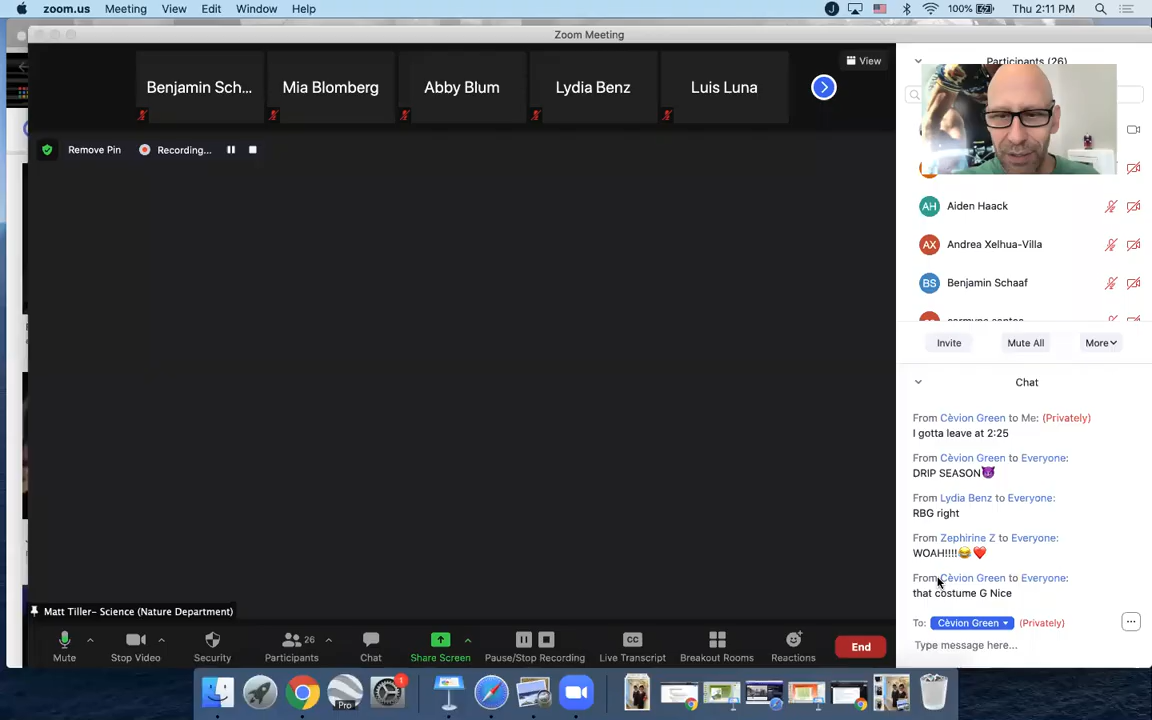 zoom.us Meeting View Edit Window Help 100% Thu 2:11 PM
Zoom Meeting
Benjamin Sch... Mia Blomberg Abby Blum Lydia Benz Luis Luna
View
Participants (26)
Remove Pin Recording...
AH Aiden Haack
AX Andrea Xelhua-Villa
BS Benjamin Schaaf
Invite Mute All More
Chat
From Cèvion Green to Me: (Privately)
I gotta leave at 2:25
From Cèvion Green to Everyone:
DRIP SEASON😈
From Lydia Benz to Everyone:
RBG right
From Zephirine Z to Everyone:
WOAH!!!!😂❤️
From Cèvion Green to Everyone:
that costume G Nice
To: Cèvion Green (Privately)
Type message here...
Matt Tiller– Science (Nature Department)
26
Mute Stop Video Security Participants Chat Share Screen Pause/Stop Recording Live Transcript Breakout Rooms Reactions End
CC
Pro
1